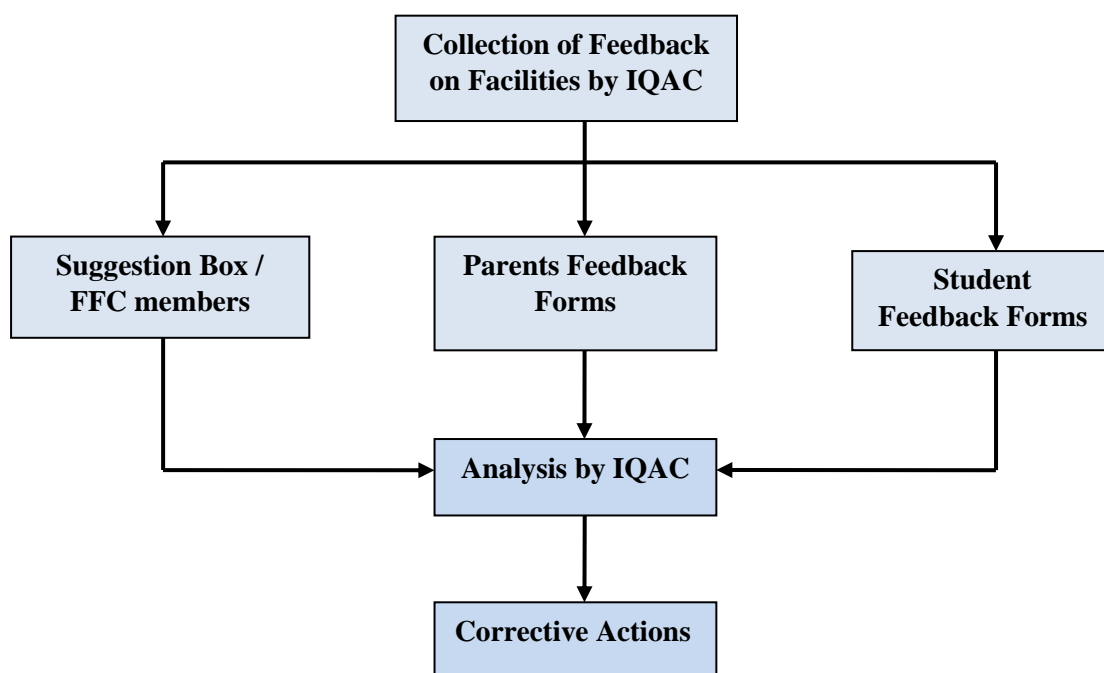 Collection of Feedback
on Facilities by IQAC
Suggestion Box /
FFC members
Parents Feedback
Forms
Student
Feedback Forms
Analysis by IQAC
Corrective Actions